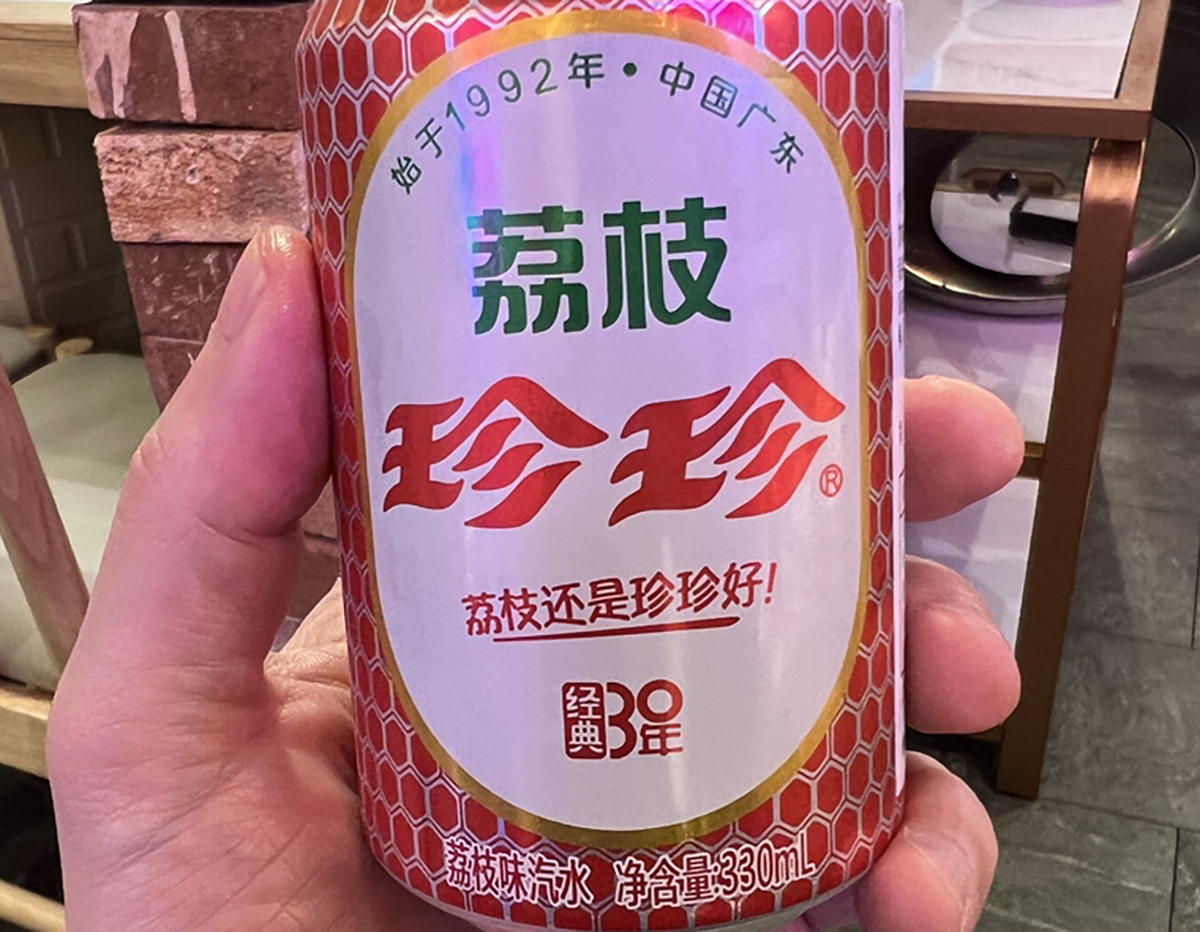 始于1992年·中国广东
荔枝
珍珍®
荔枝还是珍珍好!
经典30年
荔枝味汽水 净含量:330mL